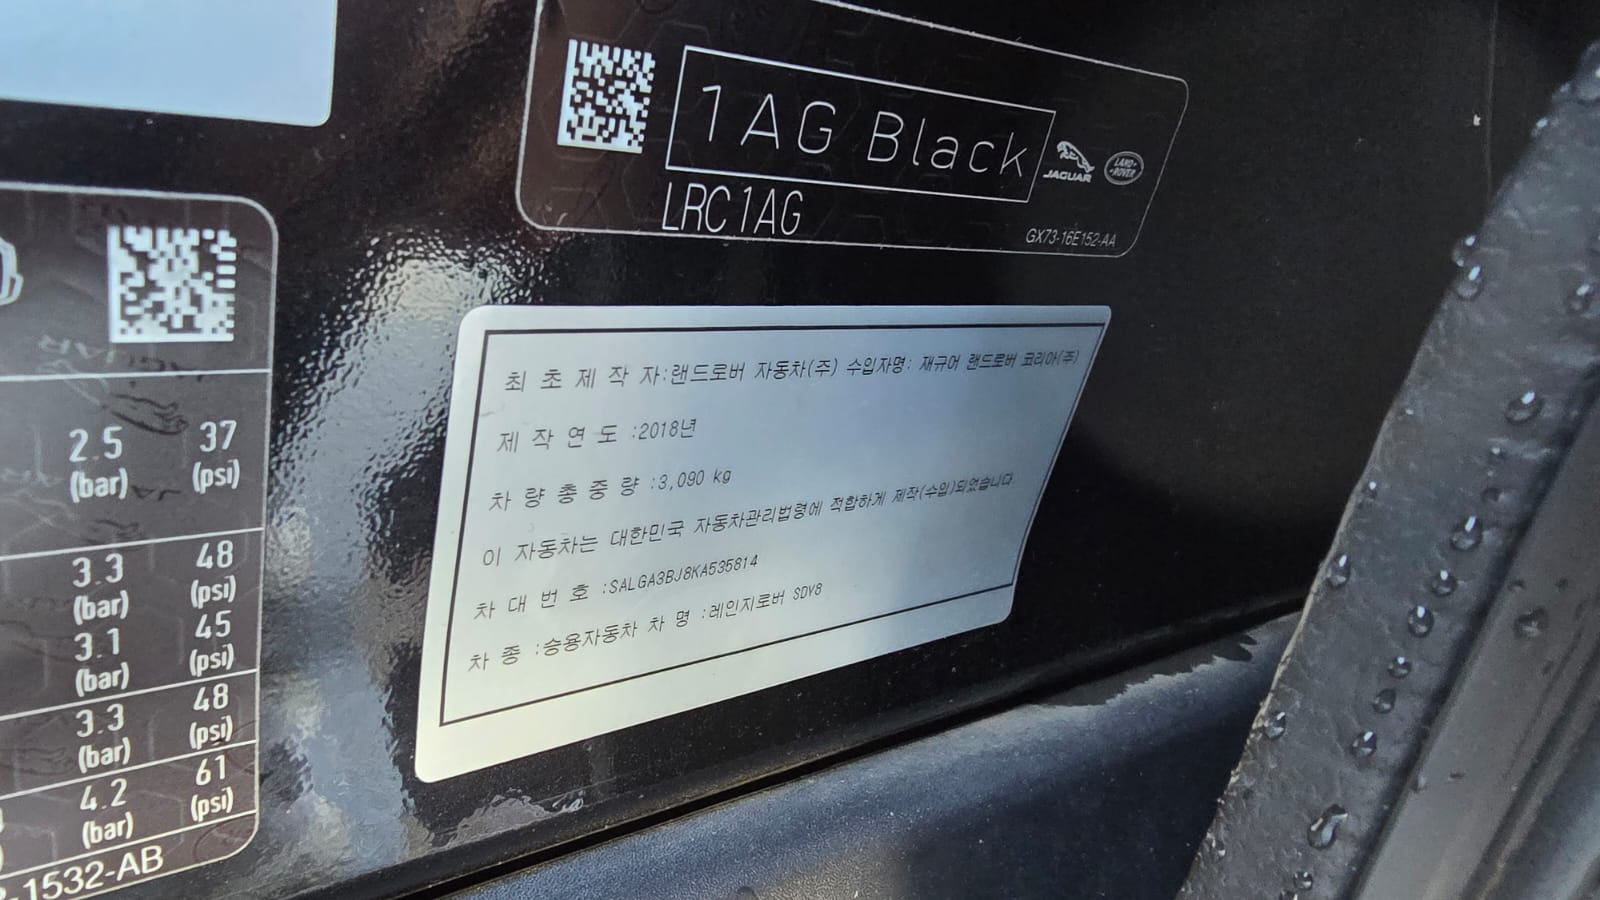 1AG Black
JAGUAR
LAND-
ROVER
LRC1AG
GX73-16E152-AA
최 초 제 작 자:랜드로버 자동차(주) 수입자명: 재규어 랜드로버 코리아(주)
제 작 연 도 :2018년
차 량 총 중 량 :3,090 kg
이 자동차는 대한민국 자동차관리법령에 적합하게 제작(수입)되었습니다.
차 대 번 호 :SALGA3BJ8KA535814
차 종 :승용자동차 차 명 :레인지로버 SDV8
2.5 37
(bar) (psi)
3.3 48
(bar) (psi)
3.1 45
(bar) (psi)
3.3 48
(bar) (psi)
4.2 61
(bar) (psi)
-1532-AB